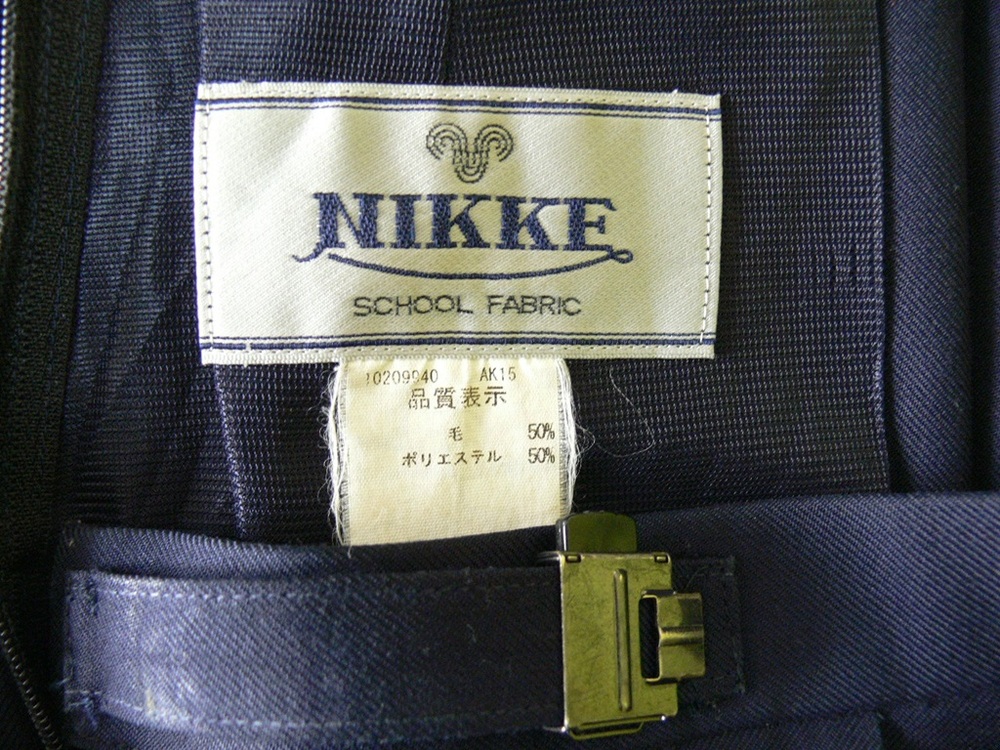 NIKKE
SCHOOL FABRIC
10209940 AK15
品質表示
毛 50%
ポリエステル 50%